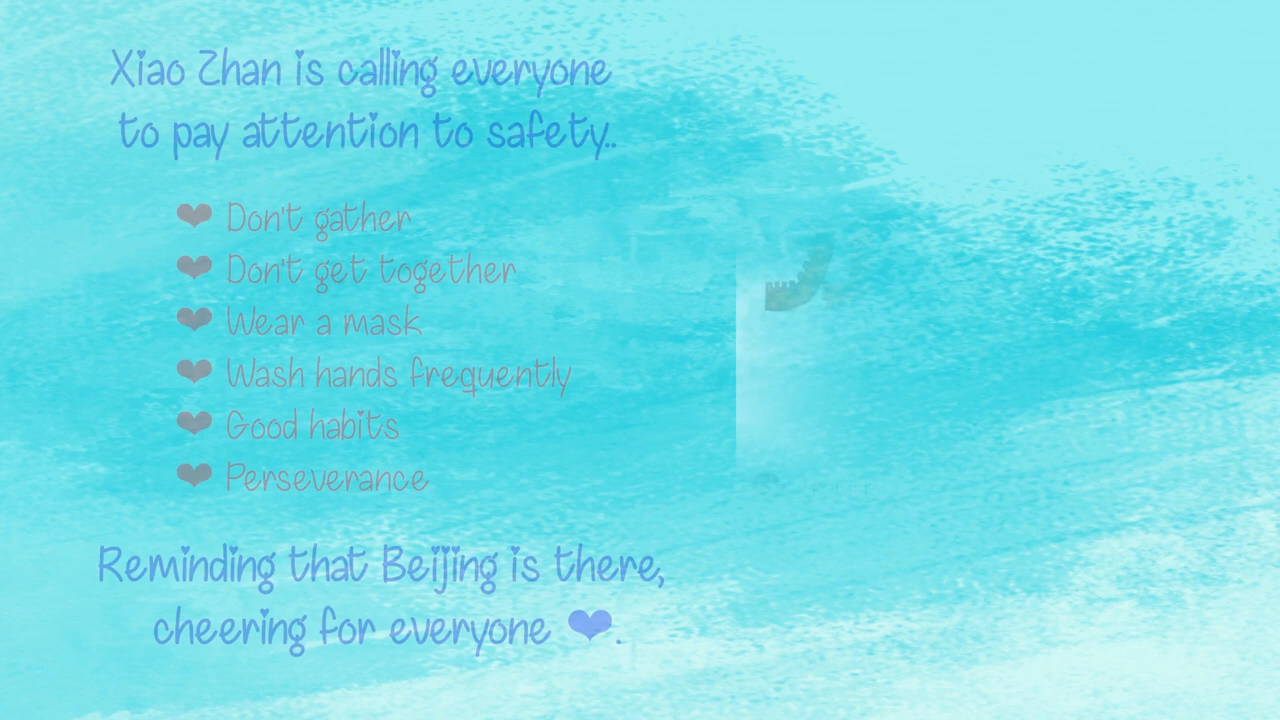 Xiao Zhan is calling everyone
to pay attention to safety..
❤ Don't gather
❤ Don't get together
❤ Wear a mask
❤ Wash hands frequently
❤ Good habits
❤ Perseverance
Reminding that Beijing is there,
cheering for everyone ❤.